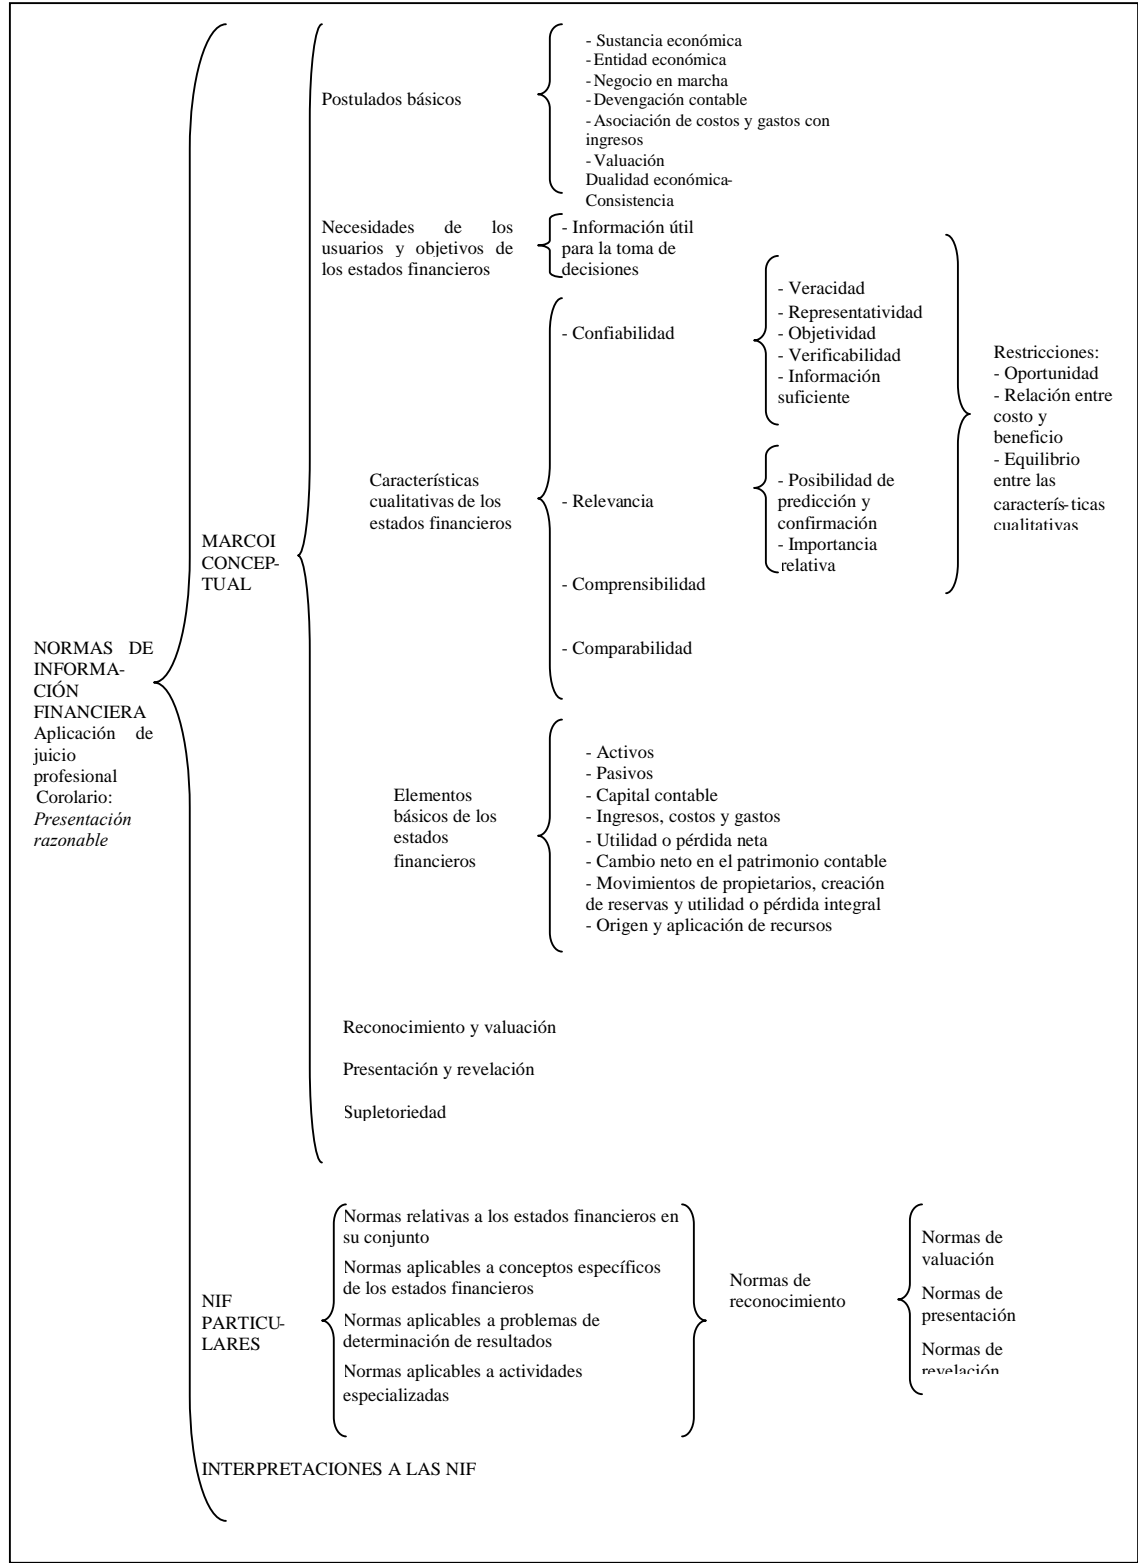 NORMAS DE
INFORMA-
CIÓN
FINANCIERA
Aplicación de
juicio
profesional
Corolario:
Presentación
razonable
MARCOI
CONCEP-
TUAL
Postulados básicos
- Sustancia económica
- Entidad económica
- Negocio en marcha
- Devengación contable
- Asociación de costos y gastos con
ingresos
- Valuación
Dualidad económica-
Consistencia
Necesidades de los
usuarios y objetivos de
los estados financieros
- Información útil
para la toma de
decisiones
Características
cualitativas de los
estados financieros
- Confiabilidad
- Veracidad
- Representatividad
- Objetividad
- Verificabilidad
- Información
suficiente
- Relevancia
- Posibilidad de
predicción y
confirmación
- Importancia
relativa
- Comprensibilidad
- Comparabilidad
Restricciones:
- Oportunidad
- Relación entre
costo y
beneficio
- Equilibrio
entre las
caracterís-ticas
cualitativas
Elementos
básicos de los
estados
financieros
- Activos
- Pasivos
- Capital contable
- Ingresos, costos y gastos
- Utilidad o pérdida neta
- Cambio neto en el patrimonio contable
- Movimientos de propietarios, creación
de reservas y utilidad o pérdida integral
- Origen y aplicación de recursos
Reconocimiento y valuación
Presentación y revelación
Supletoriedad
NIF
PARTICU-
LARES
Normas relativas a los estados financieros en
su conjunto
Normas aplicables a conceptos específicos
de los estados financieros
Normas aplicables a problemas de
determinación de resultados
Normas aplicables a actividades
especializadas
Normas de
reconocimiento
Normas de
valuación
Normas de
presentación
Normas de
revelación
INTERPRETACIONES A LAS NIF